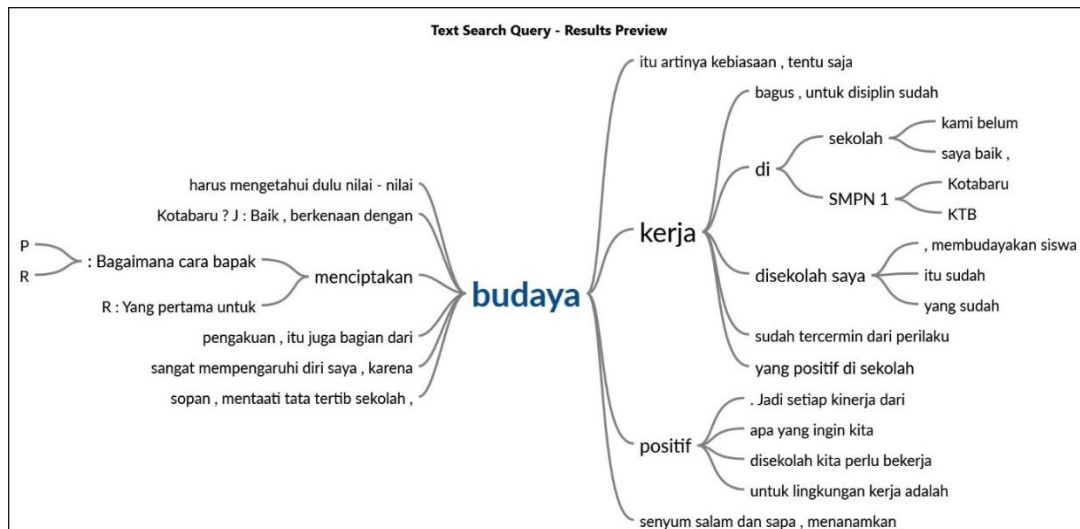 Text Search Query - Results Preview
harus mengetahui dulu nilai - nilai
Kotabaru ? J : Baik , berkenaan dengan
P
R
: Bagaimana cara bapak
R : Yang pertama untuk
menciptakan
pengakuan , itu juga bagian dari
sangat mempengaruhi diri saya , karena
sopan , mentaati tata tertib sekolah ,
budaya
itu artinya kebiasaan , tentu saja
kerja
bagus , untuk disiplin sudah
di
sekolah
kami belum
saya baik ,
SMPN 1
Kotabaru
KTB
disekolah saya
, membudayakan siswa
itu sudah
yang sudah
sudah tercermin dari perilaku
yang positif di sekolah
positif
. Jadi setiap kinerja dari
apa yang ingin kita
disekolah kita perlu bekerja
untuk lingkungan kerja adalah
senyum salam dan sapa , menanamkan